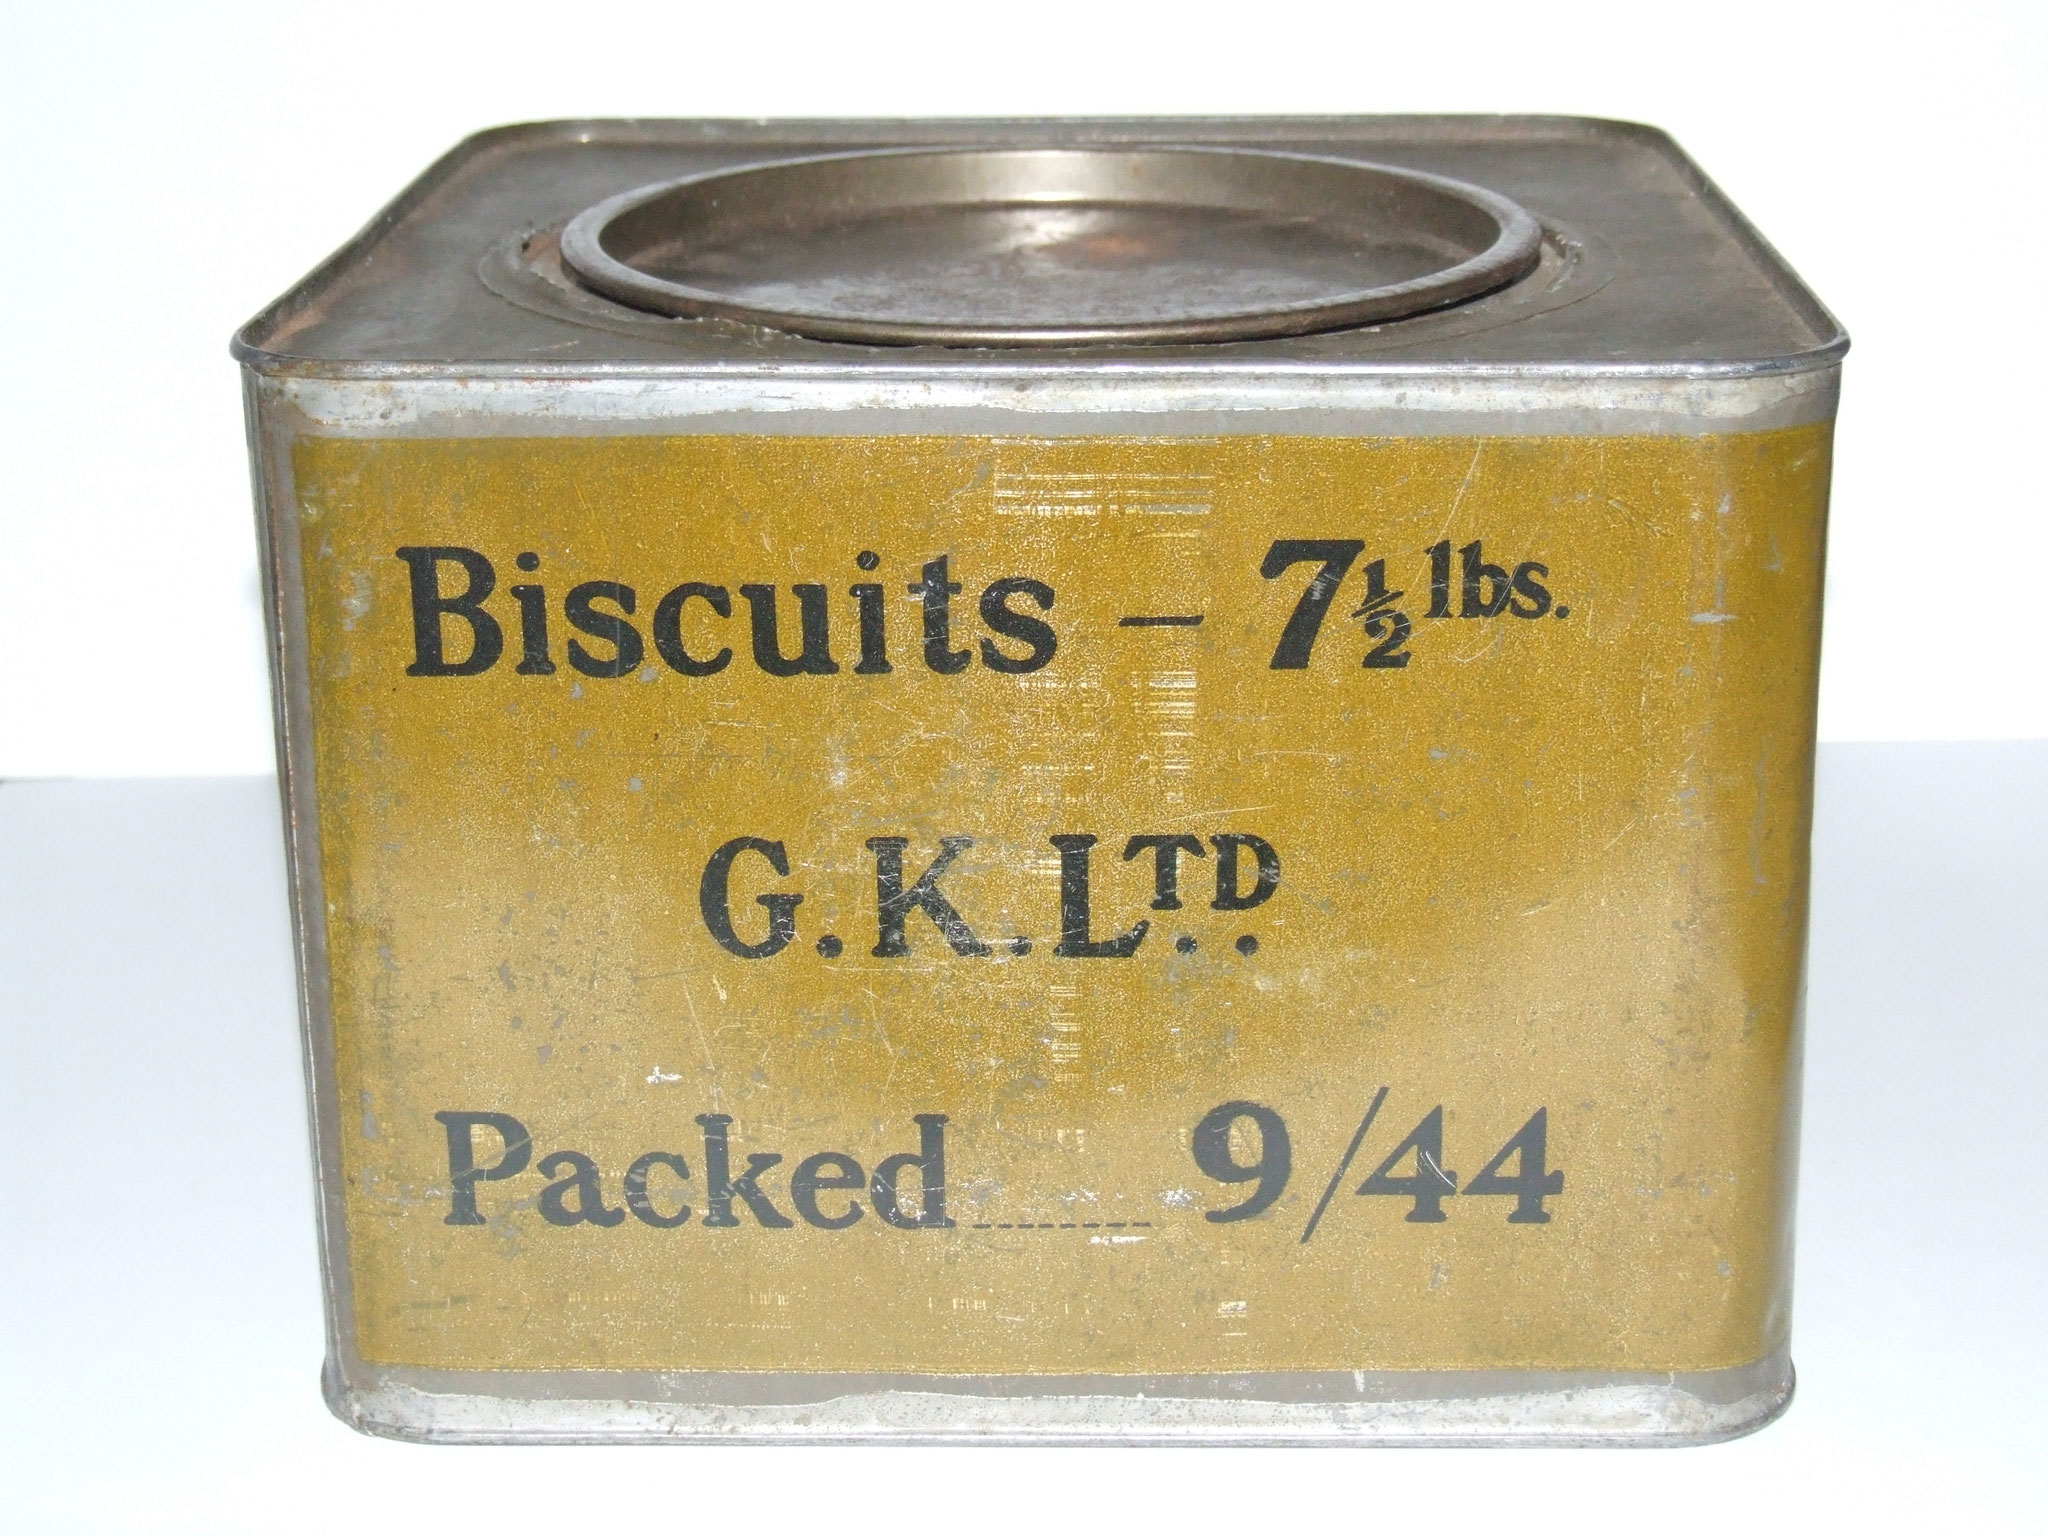 Biscuits – 7½ lbs.
G.K.LTD.
Packed........ 9/44